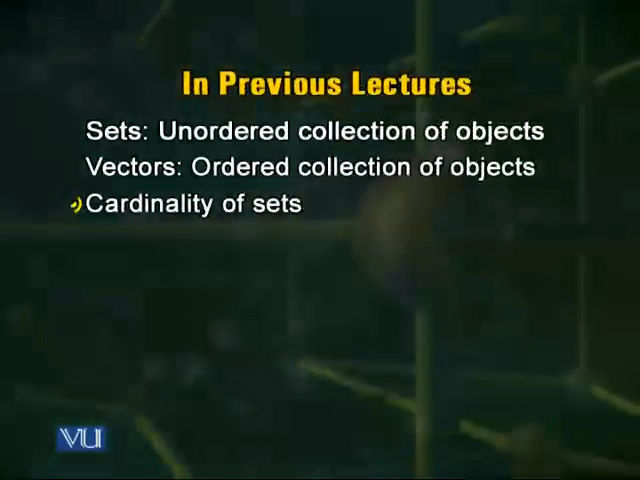 In Previous Lectures
Sets: Unordered collection of objects
Vectors: Ordered collection of objects
Cardinality of sets
VU